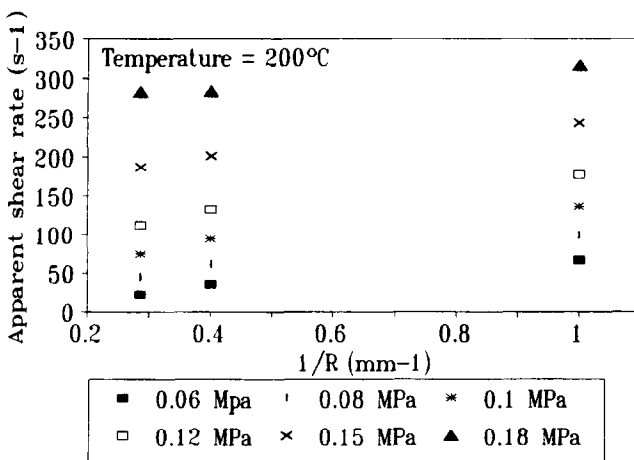 Apparent shear rate (s-1)
350
300
250
200
150
100
50
0
Temperature = 200°C
0.2
0.4
0.6
0.8
1
1/R (mm-1)
0.06 Mpa
0.08 MPa
0.1 MPa
0.12 MPa
0.15 MPa
0.18 MPa